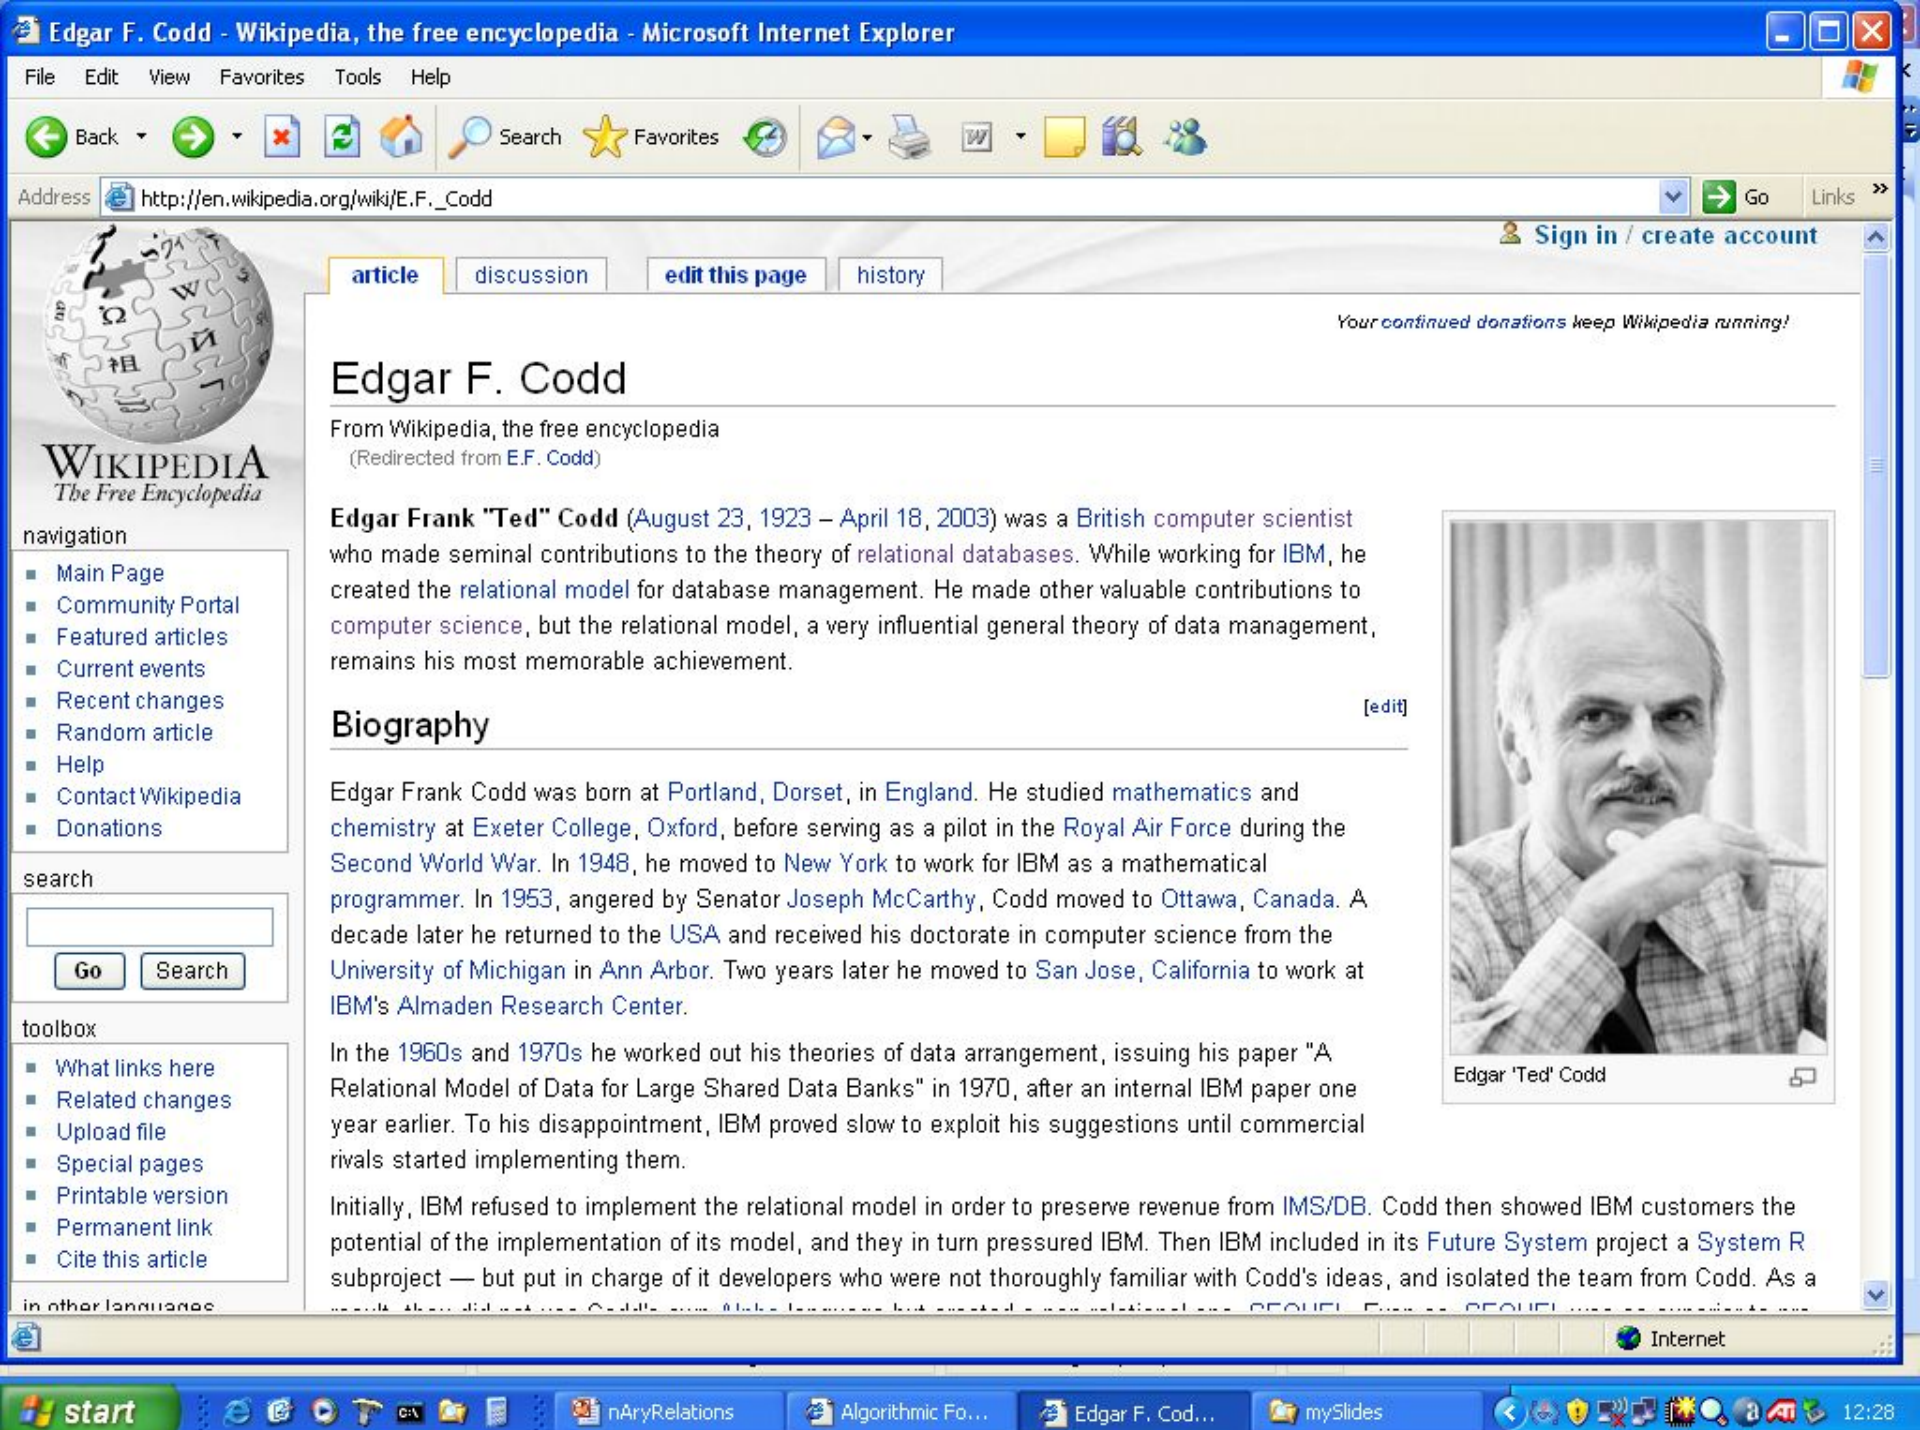 Edgar F. Codd - Wikipedia, the free encyclopedia - Microsoft Internet Explorer
File Edit View Favorites Tools Help
Back Search Favorites
Address http://en.wikipedia.org/wiki/E.F._Codd Go Links »
Sign in / create account
article discussion edit this page history
Your continued donations keep Wikipedia running!
WIKIPEDIA
The Free Encyclopedia
navigation
Main Page
Community Portal
Featured articles
Current events
Recent changes
Random article
Help
Contact Wikipedia
Donations
search
Go Search
toolbox
What links here
Related changes
Upload file
Special pages
Printable version
Permanent link
Cite this article
in other languages
Edgar F. Codd
From Wikipedia, the free encyclopedia
(Redirected from E.F. Codd)
Edgar Frank "Ted" Codd (August 23, 1923 – April 18, 2003) was a British computer scientist
who made seminal contributions to the theory of relational databases. While working for IBM, he
created the relational model for database management. He made other valuable contributions to
computer science, but the relational model, a very influential general theory of data management,
remains his most memorable achievement.
[edit]
Biography
Edgar Frank Codd was born at Portland, Dorset, in England. He studied mathematics and
chemistry at Exeter College, Oxford, before serving as a pilot in the Royal Air Force during the
Second World War. In 1948, he moved to New York to work for IBM as a mathematical
programmer. In 1953, angered by Senator Joseph McCarthy, Codd moved to Ottawa, Canada. A
decade later he returned to the USA and received his doctorate in computer science from the
University of Michigan in Ann Arbor. Two years later he moved to San Jose, California to work at
IBM's Almaden Research Center.
In the 1960s and 1970s he worked out his theories of data arrangement, issuing his paper "A
Relational Model of Data for Large Shared Data Banks" in 1970, after an internal IBM paper one
year earlier. To his disappointment, IBM proved slow to exploit his suggestions until commercial
rivals started implementing them.
Initially, IBM refused to implement the relational model in order to preserve revenue from IMS/DB. Codd then showed IBM customers the
potential of the implementation of its model, and they in turn pressured IBM. Then IBM included in its Future System project a System R
subproject — but put in charge of it developers who were not thoroughly familiar with Codd's ideas, and isolated the team from Codd. As a
Edgar 'Ted' Codd
Internet
start nAryRelations Algorithmic Fo... Edgar F. Cod... mySlides 12:28